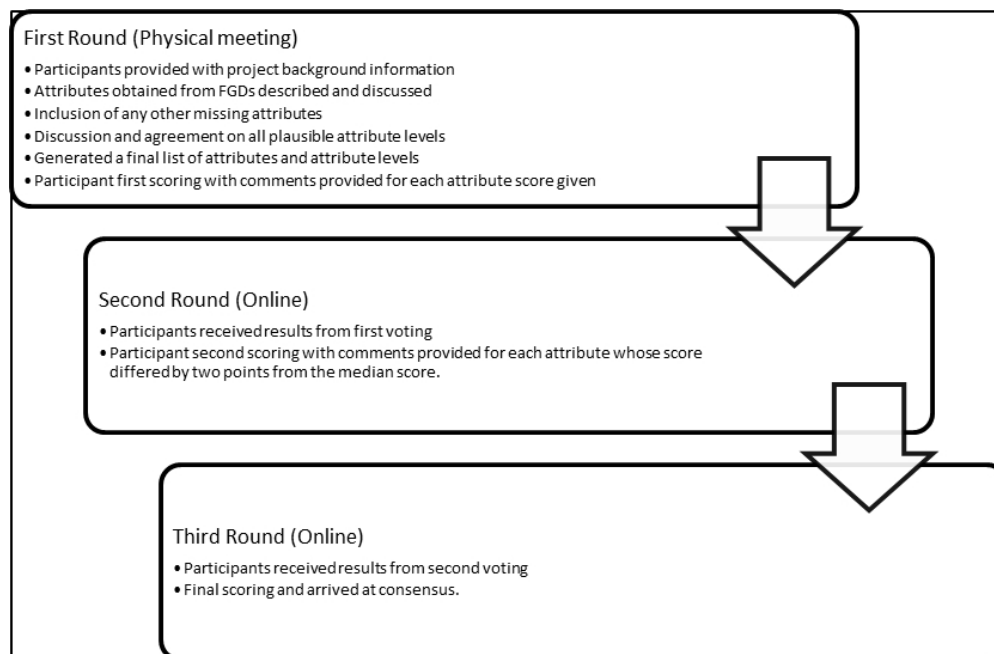 First Round (Physical meeting)
• Participants provided with project background information
• Attributes obtained from FGDs described and discussed
• Inclusion of any other missing attributes
• Discussion and agreement on all plausible attribute levels
• Generated a final list of attributes and attribute levels
• Participant first scoring with comments provided for each attribute score given
Second Round (Online)
• Participants received results from first voting
• Participant second scoring with comments provided for each attribute whose score
differed by two points from the median score.
Third Round (Online)
• Participants received results from second voting
• Final scoring and arrived at consensus.